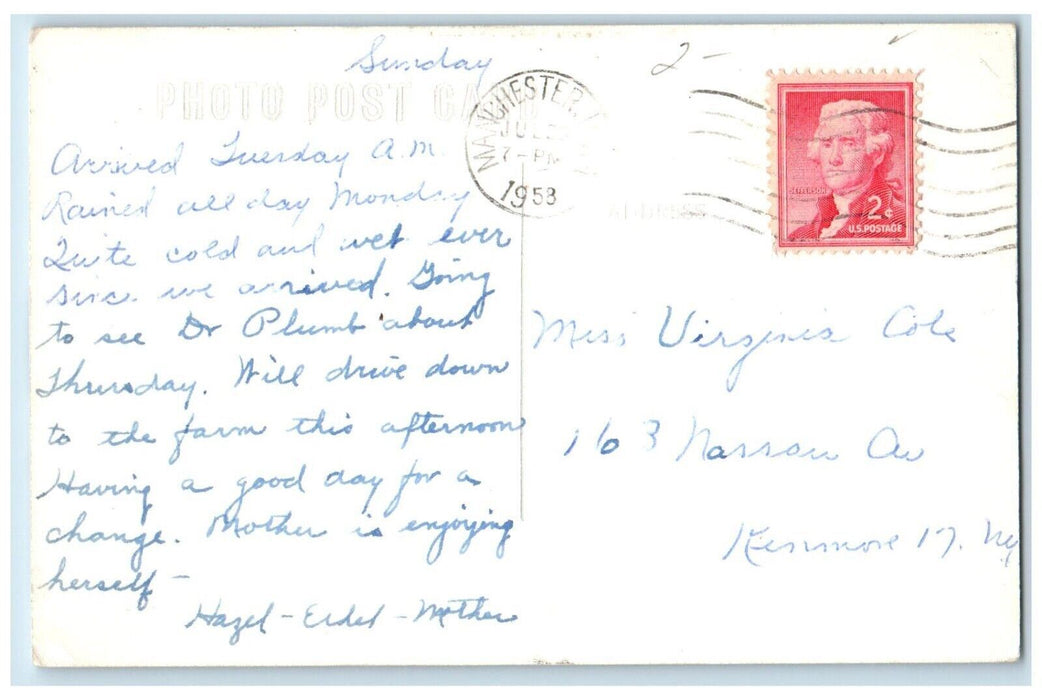 Sunday
2-
PHOTO POST CARD
MANCHESTER
JUL
7-PM
1958
ADDRESS
JEFFERSON
2¢
U.S. POSTAGE
Arrived Tuesday A.M.
Rained all day Monday
Quite cold and wet ever
since we arrived. Going
to see Dr Plumb about
Thursday. Will drive down
to the farm this afternoon
Having a good day for a
change. Mother is enjoying
herself -
Hazel - - Mother
Miss Virginia Cole
163 Nassau Av
Kenmore 17. Ny